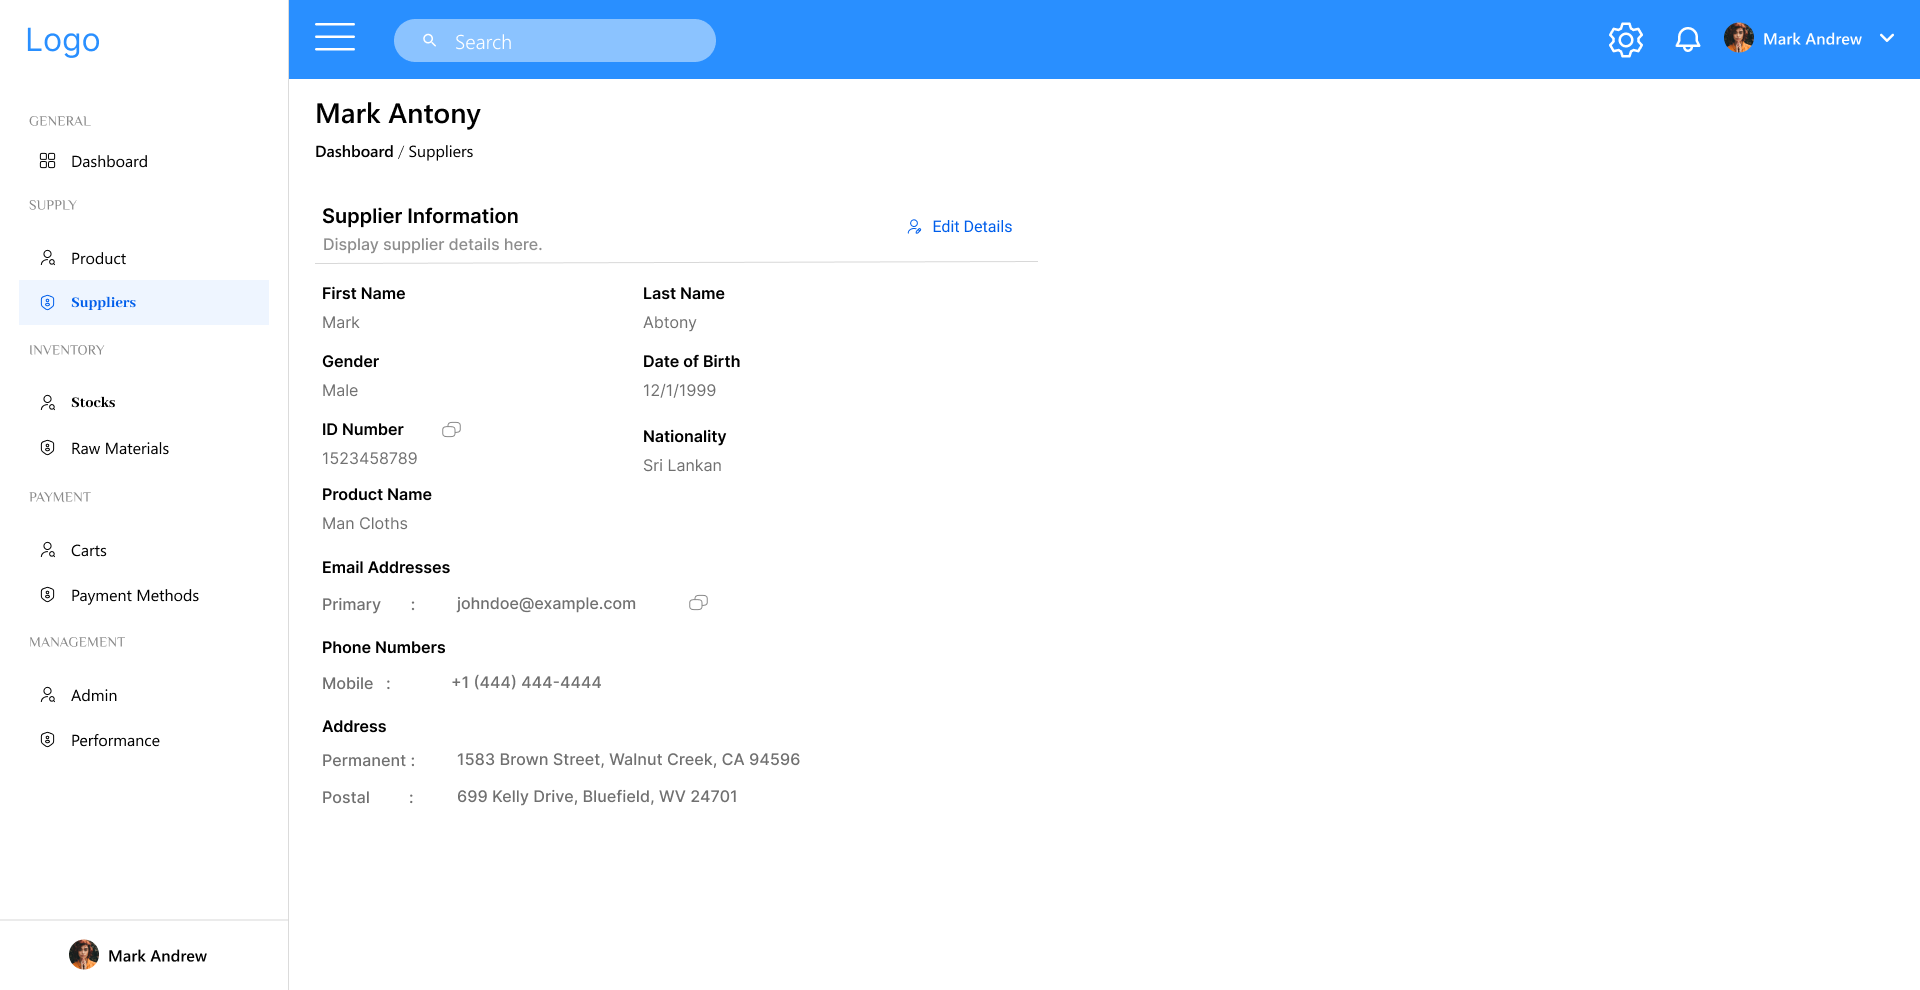 Logo
Search
Mark Andrew
GENERAL
Dashboard
SUPPLY
Product
Suppliers
INVENTORY
Stocks
Raw Materials
PAYMENT
Carts
Payment Methods
MANAGEMENT
Admin
Performance
Mark Andrew
Mark Antony
Dashboard / Suppliers
Supplier Information
Display supplier details here.
Edit Details
First Name
Mark
Last Name
Abtony
Gender
Male
Date of Birth
12/1/1999
ID Number
1523458789
Nationality
Sri Lankan
Product Name
Man Cloths
Email Addresses
Primary : johndoe@example.com
Phone Numbers
Mobile : +1 (444) 444-4444
Address
Permanent : 1583 Brown Street, Walnut Creek, CA 94596
Postal : 699 Kelly Drive, Bluefield, WV 24701